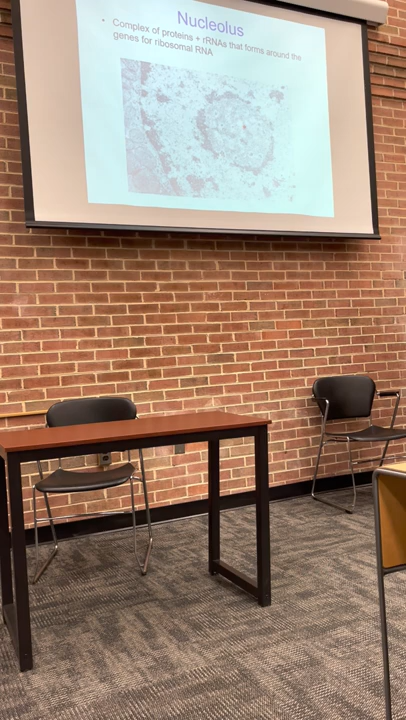 Nucleolus
• Complex of proteins + rRNAs that forms around the
genes for ribosomal RNA